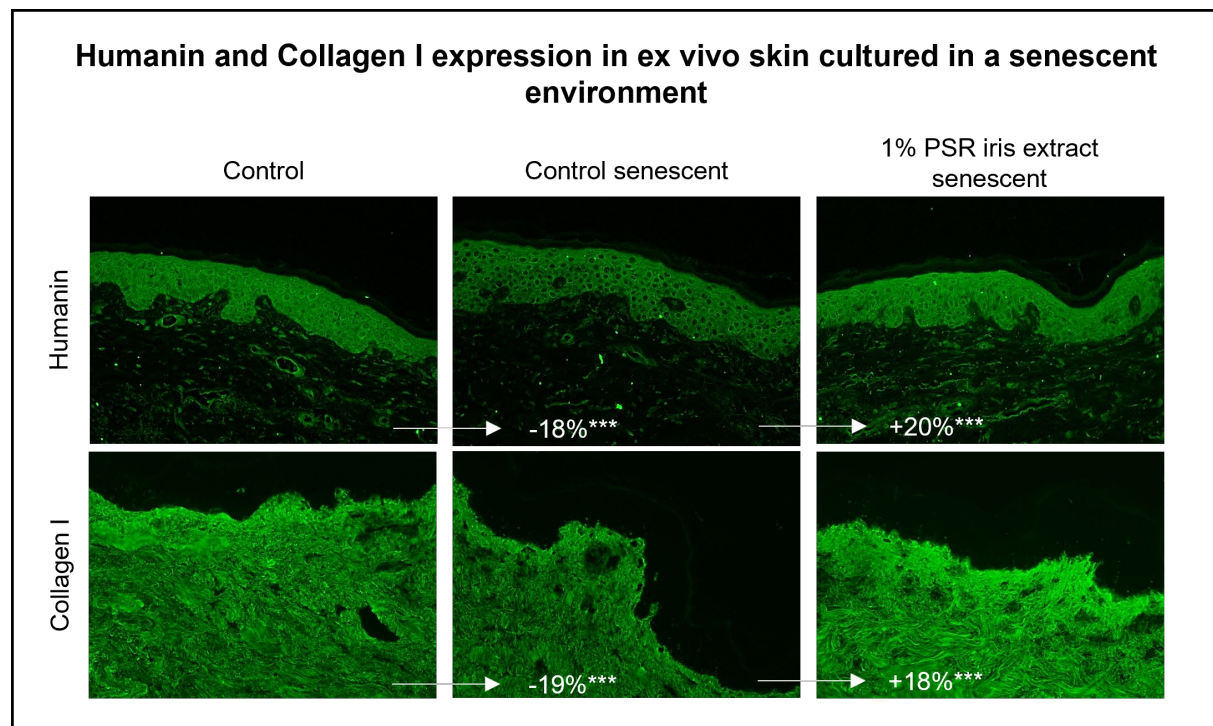 Humanin and Collagen I expression in ex vivo skin cultured in a senescent
environment
Control
Control senescent
1% PSR iris extract
senescent
Humanin
-18%***
+20%***
Collagen I
-19%***
+18%***